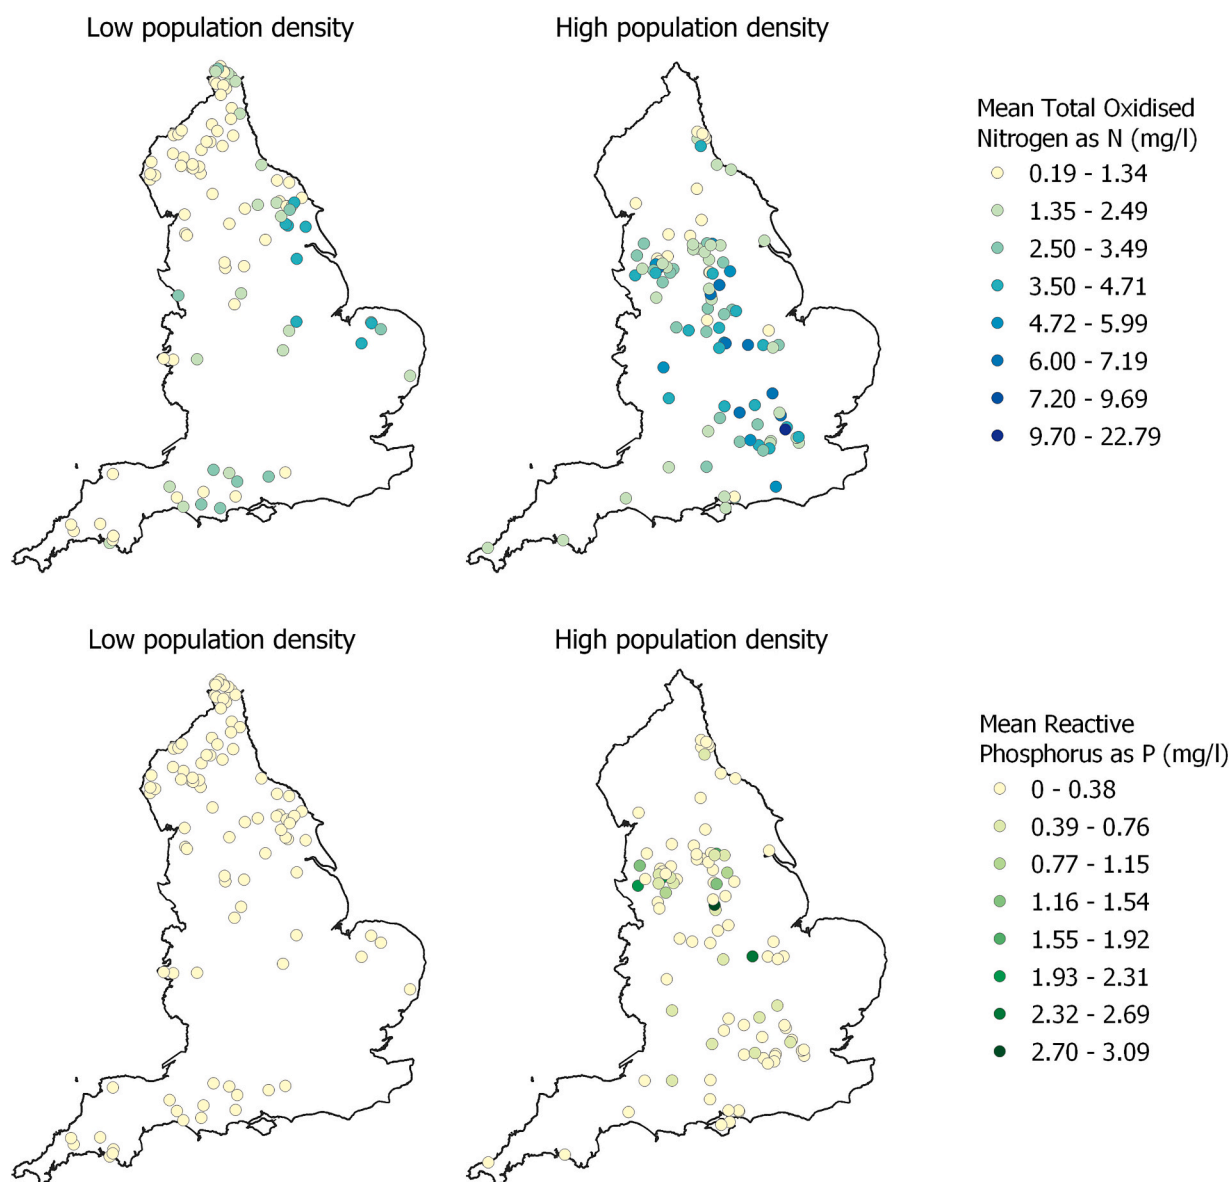 Low population density
High population density
Mean Total Oxidised
Nitrogen as N (mg/l)
0.19 - 1.34
1.35 - 2.49
2.50 - 3.49
3.50 - 4.71
4.72 - 5.99
6.00 - 7.19
7.20 - 9.69
9.70 - 22.79
Low population density
High population density
Mean Reactive
Phosphorus as P (mg/l)
0 - 0.38
0.39 - 0.76
0.77 - 1.15
1.16 - 1.54
1.55 - 1.92
1.93 - 2.31
2.32 - 2.69
2.70 - 3.09